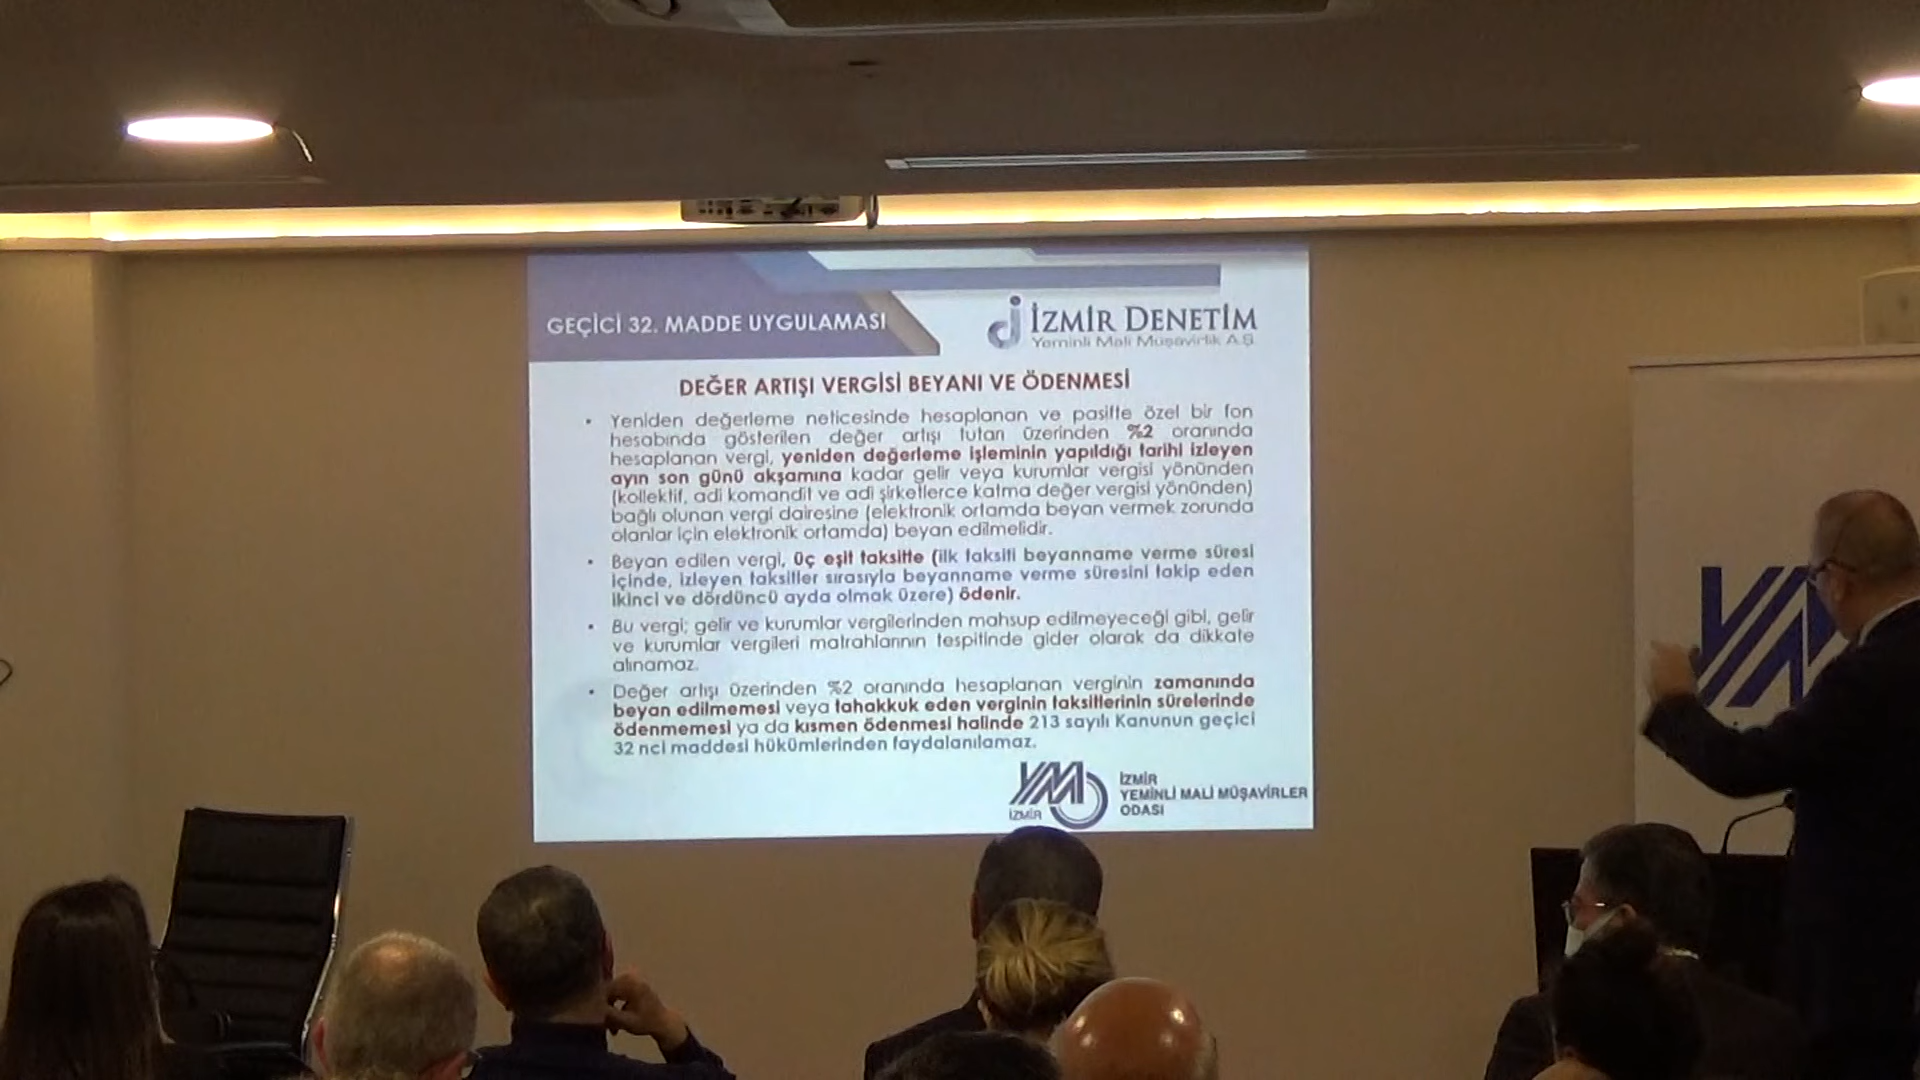 GEÇİCİ 32. MADDE UYGULAMASI
İZMİR DENETİM
Yeminli Mali Müşavirlik A.Ş.
DEĞER ARTIŞI VERGİSİ BEYANI VE ÖDENMESİ
• Yeniden değerleme neticesinde hesaplanan ve pasifte özel bir fon
hesabında gösterilen değer artışı tutarı üzerinden %2 oranında
hesaplanan vergi, yeniden değerleme işleminin yapıldığı tarihi izleyen
ayın son günü akşamına kadar gelir veya kurumlar vergisi yönünden
(kollektif, adi komandit ve adi şirketlerce katma değer vergisi yönünden)
bağlı olunan vergi dairesine (elektronik ortamda beyan vermek zorunda
olanlar için elektronik ortamda) beyan edilmelidir.
• Beyan edilen vergi, üç eşit taksitte (ilk taksiti beyanname verme süresi
içinde, izleyen taksitler sırasıyla beyanname verme süresini takip eden
ikinci ve dördüncü ayda olmak üzere) ödenir.
• Bu vergi; gelir ve kurumlar vergilerinden mahsup edilmeyeceği gibi, gelir
ve kurumlar vergileri matrahlarının tespitinde gider olarak da dikkate
alınamaz.
• Değer artışı üzerinden %2 oranında hesaplanan verginin zamanında
beyan edilmemesi veya tahakkuk eden verginin taksitlerinin sürelerinde
ödenmemesi ya da kısmen ödenmesi halinde 213 sayılı Kanunun geçici
32 nci maddesi hükümlerinden faydalanılamaz.
YMM
İZMİR
İZMİR
YEMİNLİ MALİ MÜŞAVİRLER
ODASI